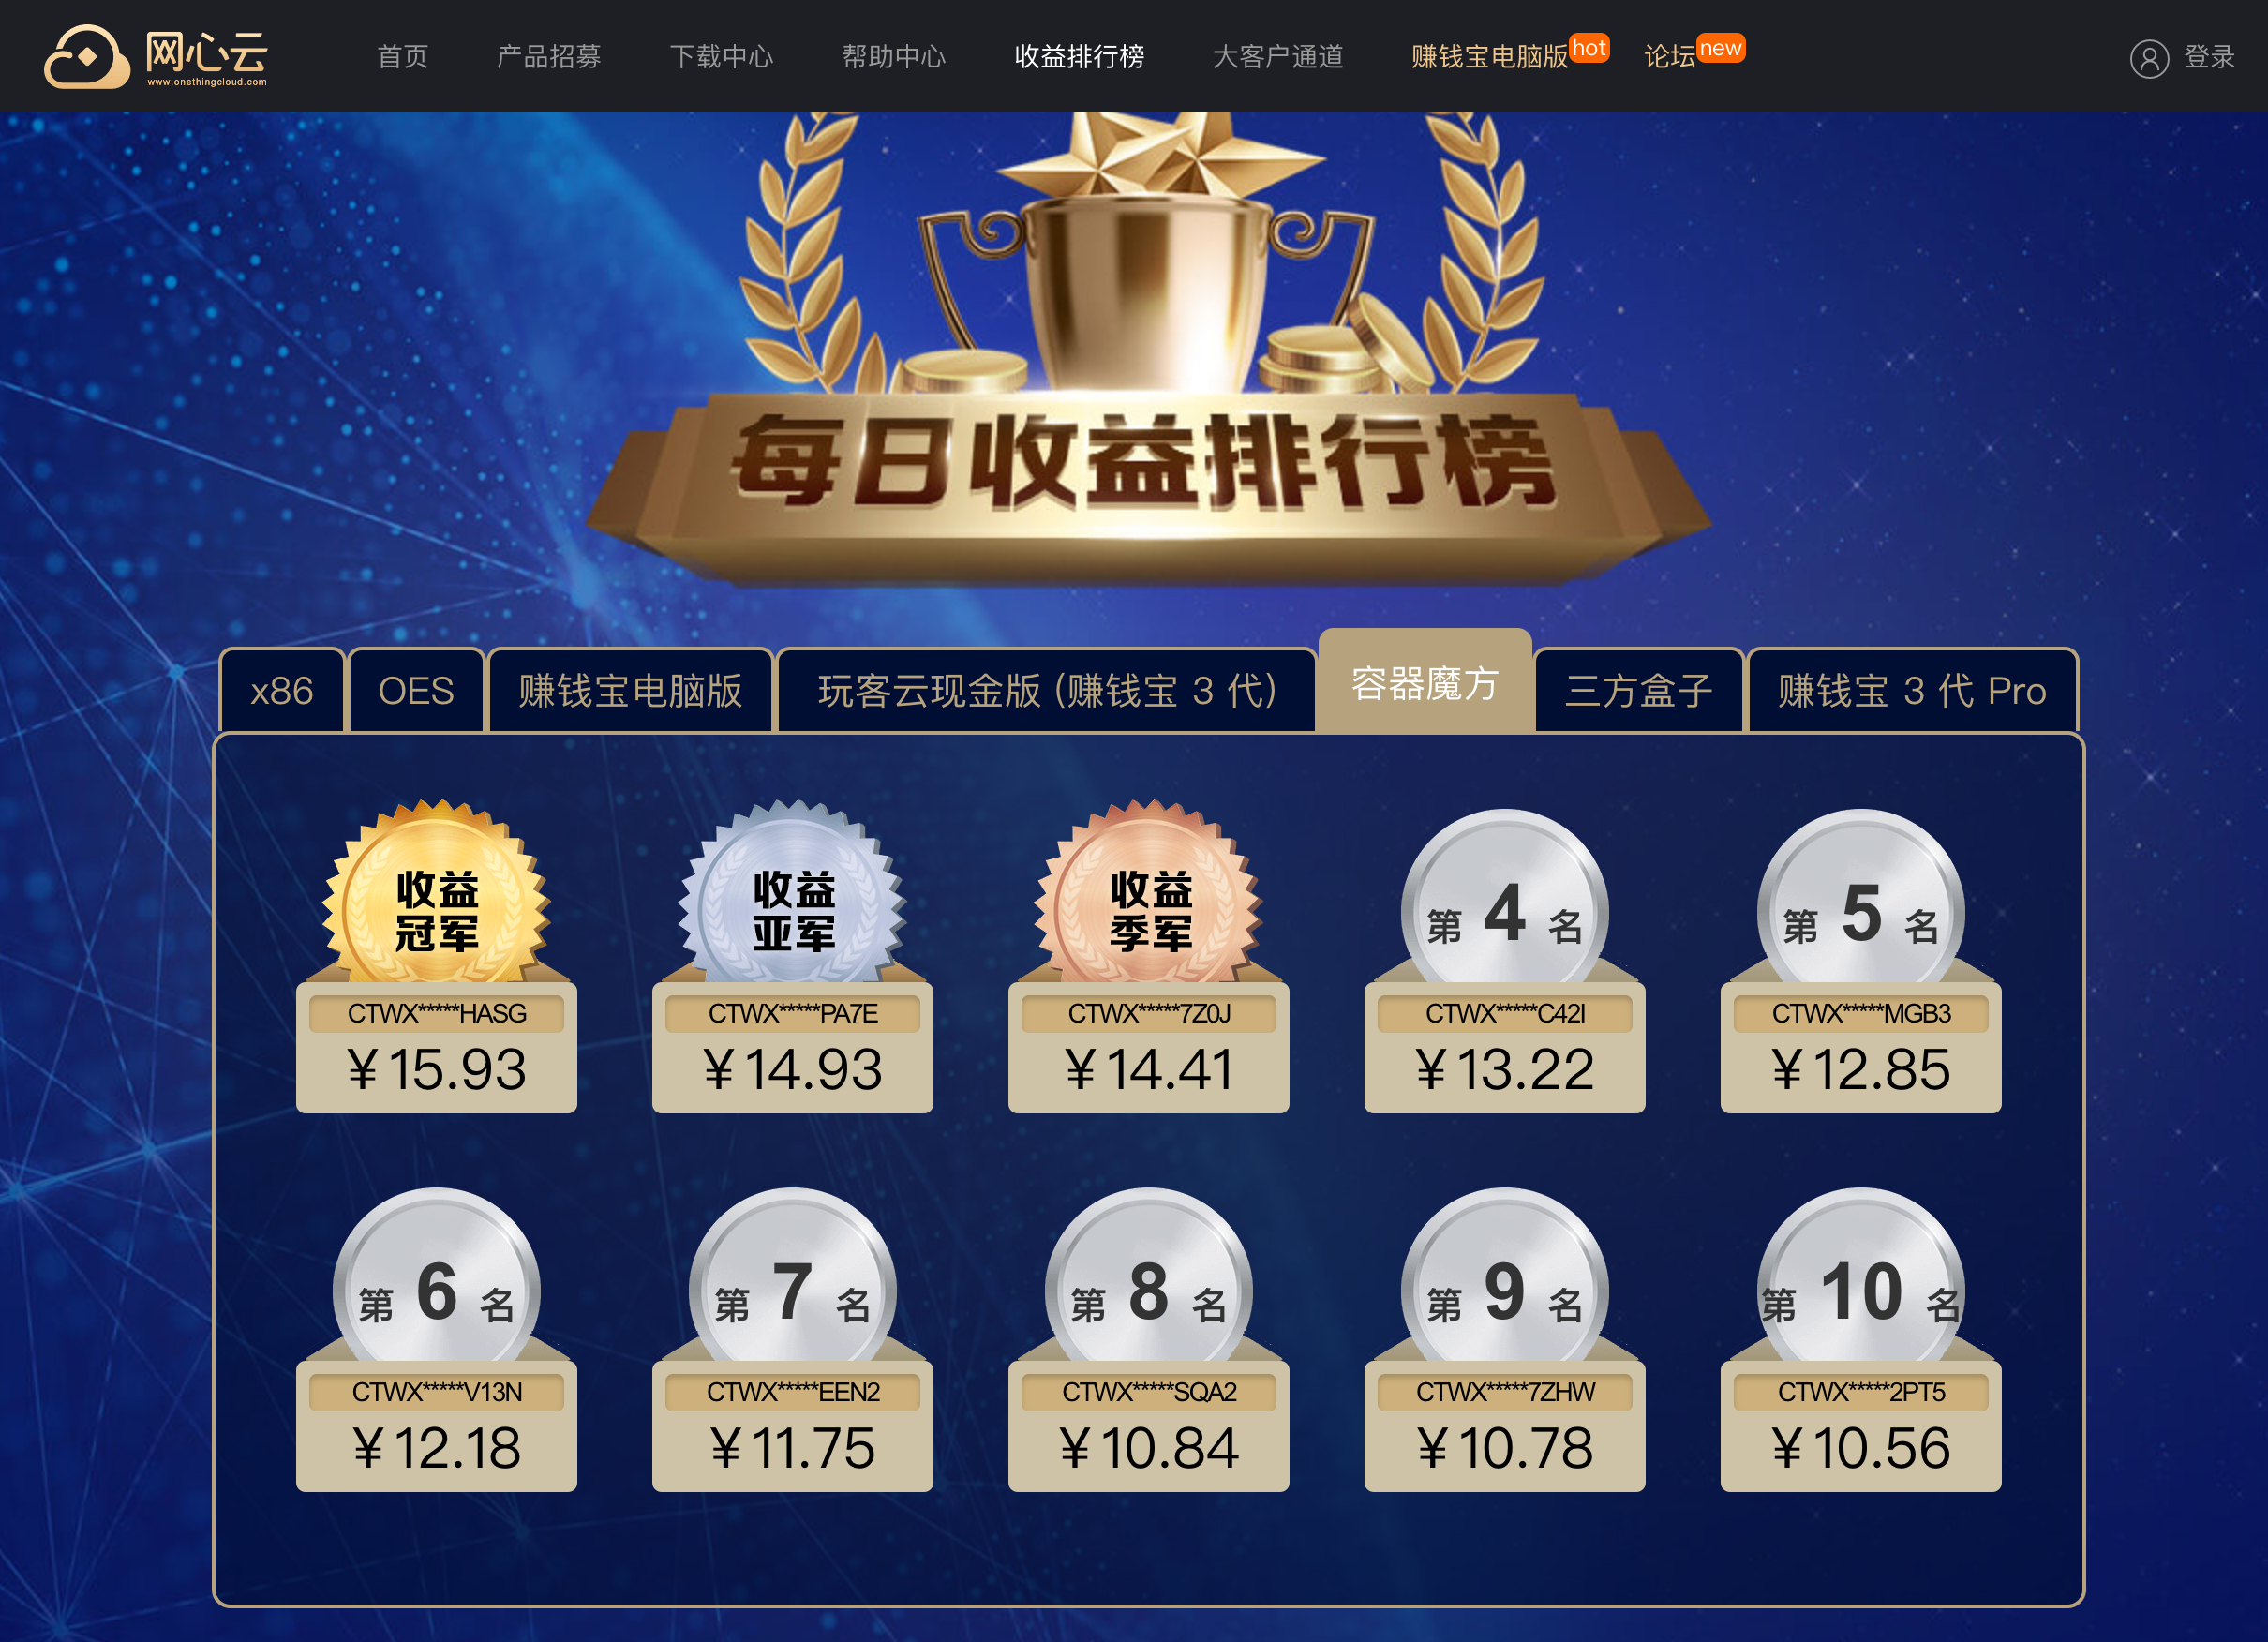 网心云
www.onethingcloud.com
首页 产品招募 下载中心 帮助中心 收益排行榜 大客户通道 赚钱宝电脑版 hot 论坛 new 登录
每日收益排行榜
x86 OES 赚钱宝电脑版 玩客云现金版 (赚钱宝 3 代) 容器魔方 三方盒子 赚钱宝 3 代 Pro
收益冠军
CTWX*****HASG
¥15.93
收益亚军
CTWX*****PA7E
¥14.93
收益季军
CTWX*****7Z0J
¥14.41
第 4 名
CTWX*****C42I
¥13.22
第 5 名
CTWX*****MGB3
¥12.85
第 6 名
CTWX*****V13N
¥12.18
第 7 名
CTWX*****EEN2
¥11.75
第 8 名
CTWX*****SQA2
¥10.84
第 9 名
CTWX*****7ZHW
¥10.78
第 10 名
CTWX*****2PT5
¥10.56